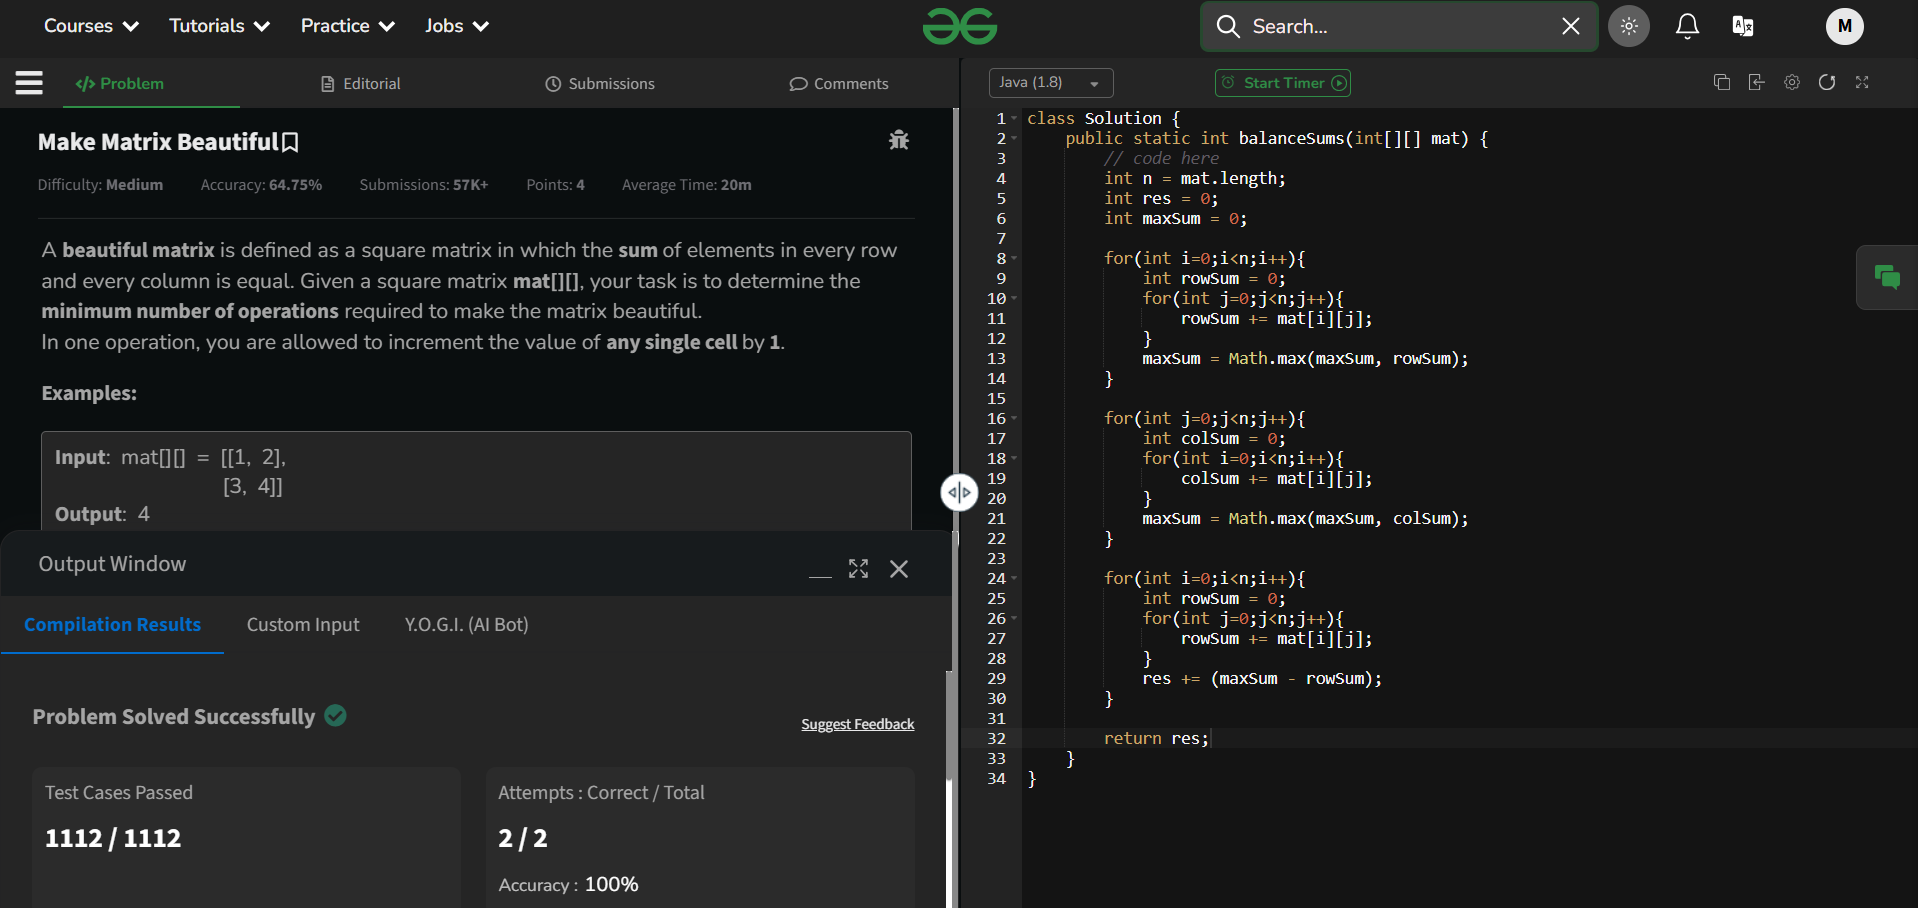 Courses Tutorials Practice Jobs Search... M
</> Problem Editorial Submissions Comments Java (1.8) Start Timer
Make Matrix Beautiful
Difficulty: Medium Accuracy: 64.75% Submissions: 57K+ Points: 4 Average Time: 20m
A beautiful matrix is defined as a square matrix in which the sum of elements in every row
and every column is equal. Given a square matrix mat[][], your task is to determine the
minimum number of operations required to make the matrix beautiful.
In one operation, you are allowed to increment the value of any single cell by 1.
Examples:
Input: mat[][] = [[1, 2],
[3, 4]]
Output: 4
Output Window
Compilation Results Custom Input Y.O.G.I. (AI Bot)
Problem Solved Successfully
Suggest Feedback
Test Cases Passed
1112 / 1112
Attempts : Correct / Total
2 / 2
Accuracy : 100%
1 class Solution {
2 public static int balanceSums(int[][] mat) {
3 // code here
4 int n = mat.length;
5 int res = 0;
6 int maxSum = 0;
7
8 for(int i=0;i<n;i++){
9 int rowSum = 0;
10 for(int j=0;j<n;j++){
11 rowSum += mat[i][j];
12 }
13 maxSum = Math.max(maxSum, rowSum);
14 }
15
16 for(int j=0;j<n;j++){
17 int colSum = 0;
18 for(int i=0;i<n;i++){
19 colSum += mat[i][j];
20 }
21 maxSum = Math.max(maxSum, colSum);
22 }
23
24 for(int i=0;i<n;i++){
25 int rowSum = 0;
26 for(int j=0;j<n;j++){
27 rowSum += mat[i][j];
28 }
29 res += (maxSum - rowSum);
30 }
31
32 return res;
33 }
34 }